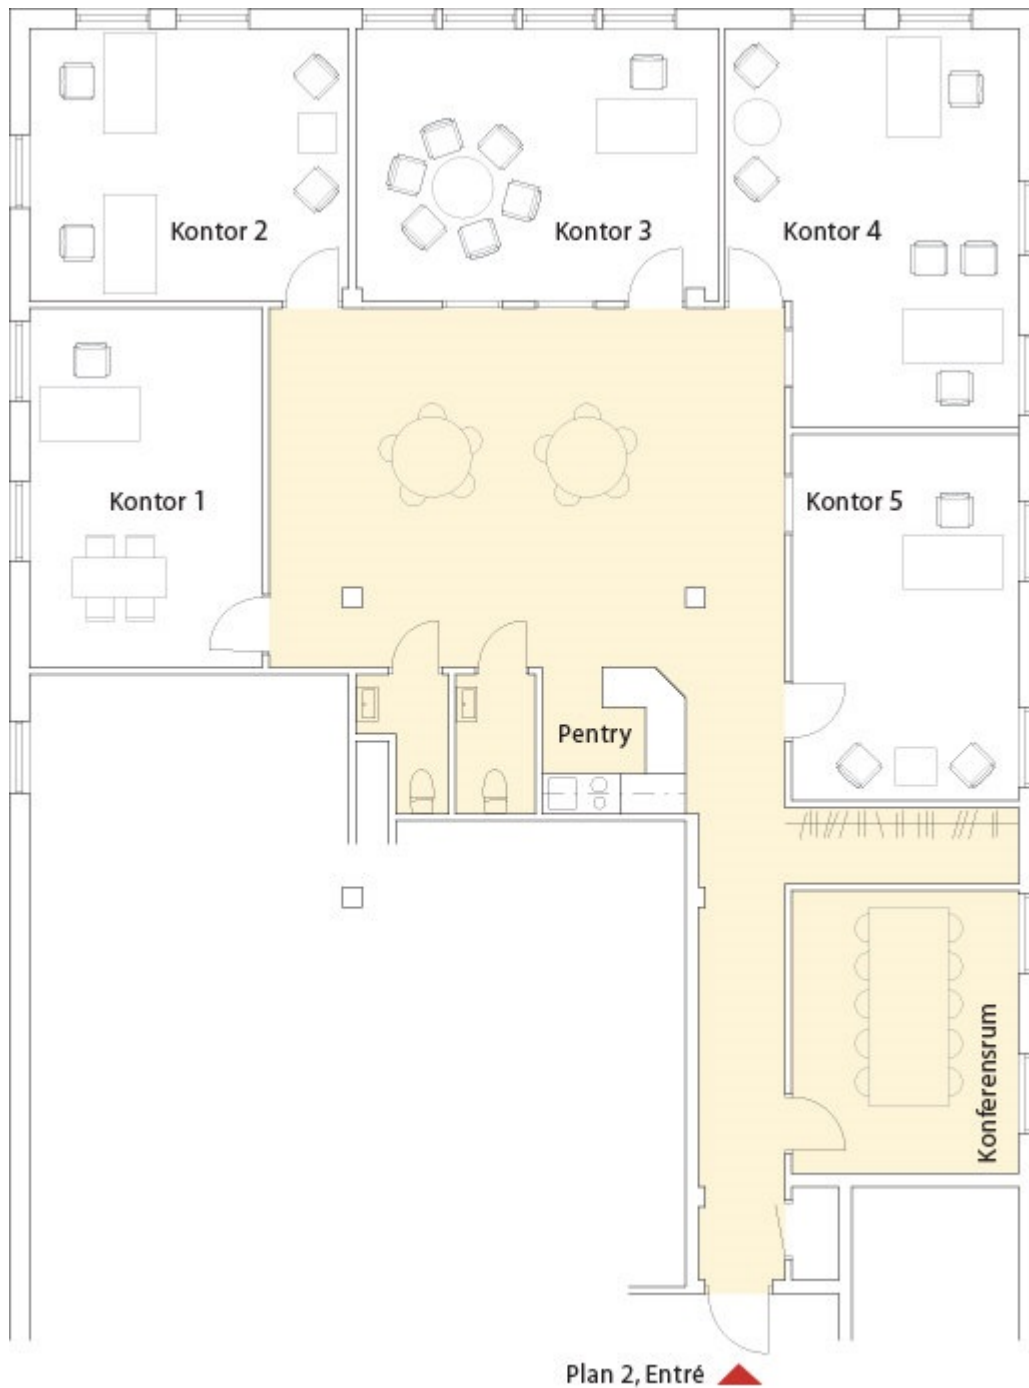 Kontor 2
Kontor 3
Kontor 4
Kontor 1
Kontor 5
Pentry
Konferensrum
Plan 2, Entré